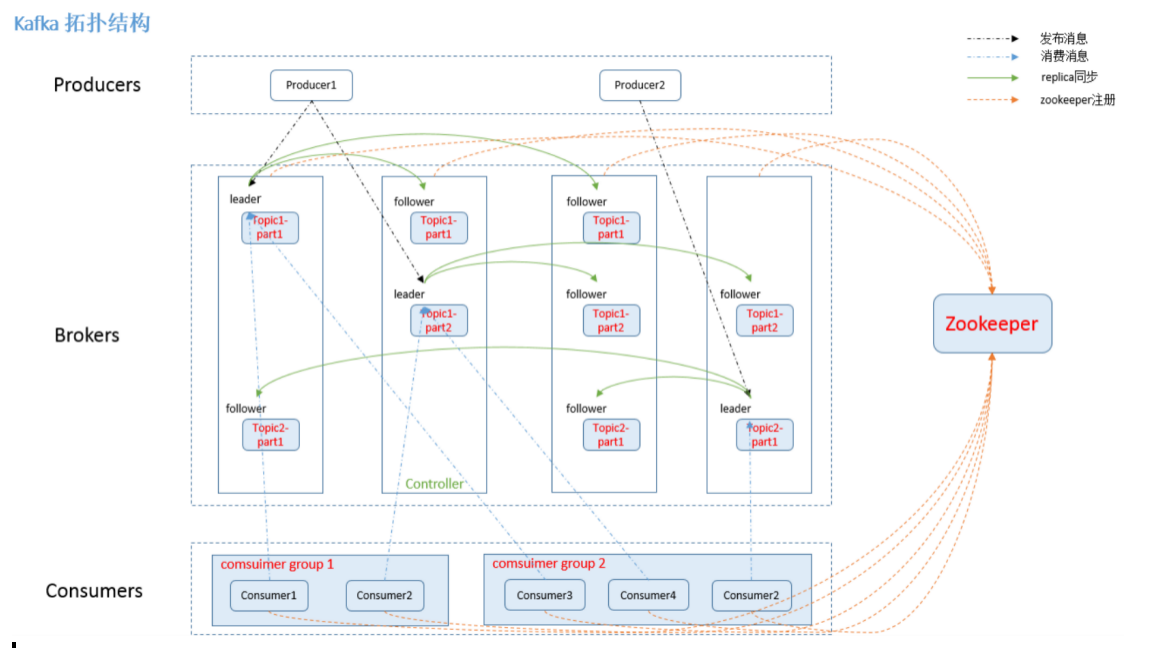 Kafka 拓扑结构
发布消息
消费消息
replica同步
zookeeper注册
Producers
Producer1
Producer2
Brokers
leader
Topic1-
part1
follower
Topic1-
part1
follower
Topic1-
part1
leader
Topic1-
part2
follower
Topic1-
part2
follower
Topic1-
part2
follower
Topic2-
part1
follower
Topic2-
part1
leader
Topic2-
part1
Controller
Zookeeper
Consumers
comsuimer group 1
Consumer1
Consumer2
comsuimer group 2
Consumer3
Consumer4
Consumer2